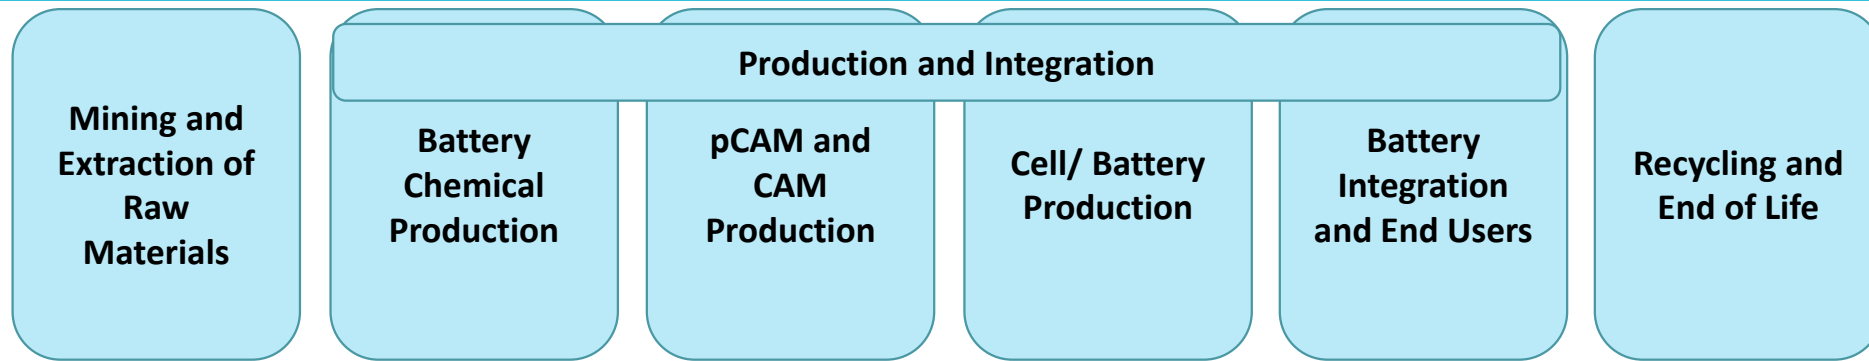 Production and Integration
Mining and
Extraction of
Raw
Materials
Battery
Chemical
Production
pCAM and
CAM
Production
Cell/ Battery
Production
Battery
Integration
and End Users
Recycling and
End of Life